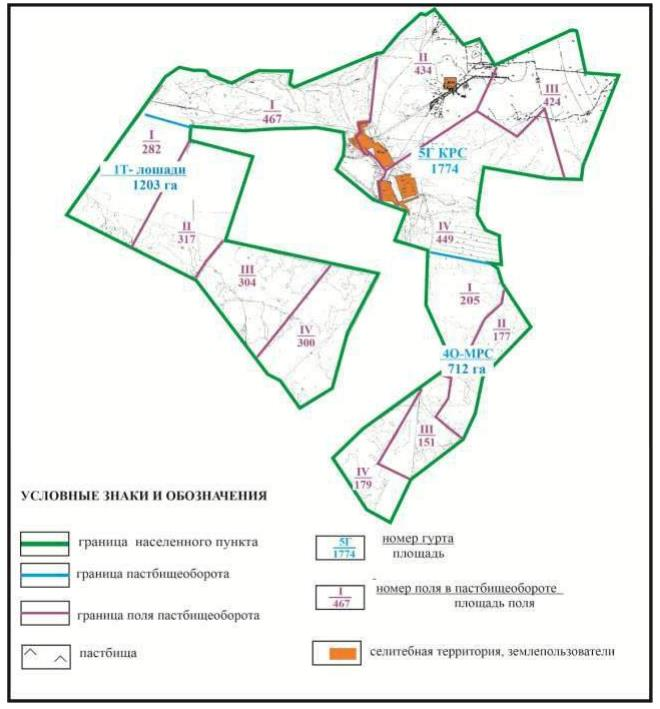 II
434
III
424
I
467
I
282
5Г КРС
1774
1Т- лошади
1203 га
II
317
IV
449
III
304
I
205
II
177
IV
300
4О-МРС
712 га
III
151
IV
179
УСЛОВНЫЕ ЗНАКИ И ОБОЗНАЧЕНИЯ
граница населенного пункта
5Г
1774
номер гурта
площадь
граница пастбищеоборота
I
467
номер поля в пастбищеобороте
площадь поля
граница поля пастбищеоборота
пастбища
селитебная территория, землепользователи